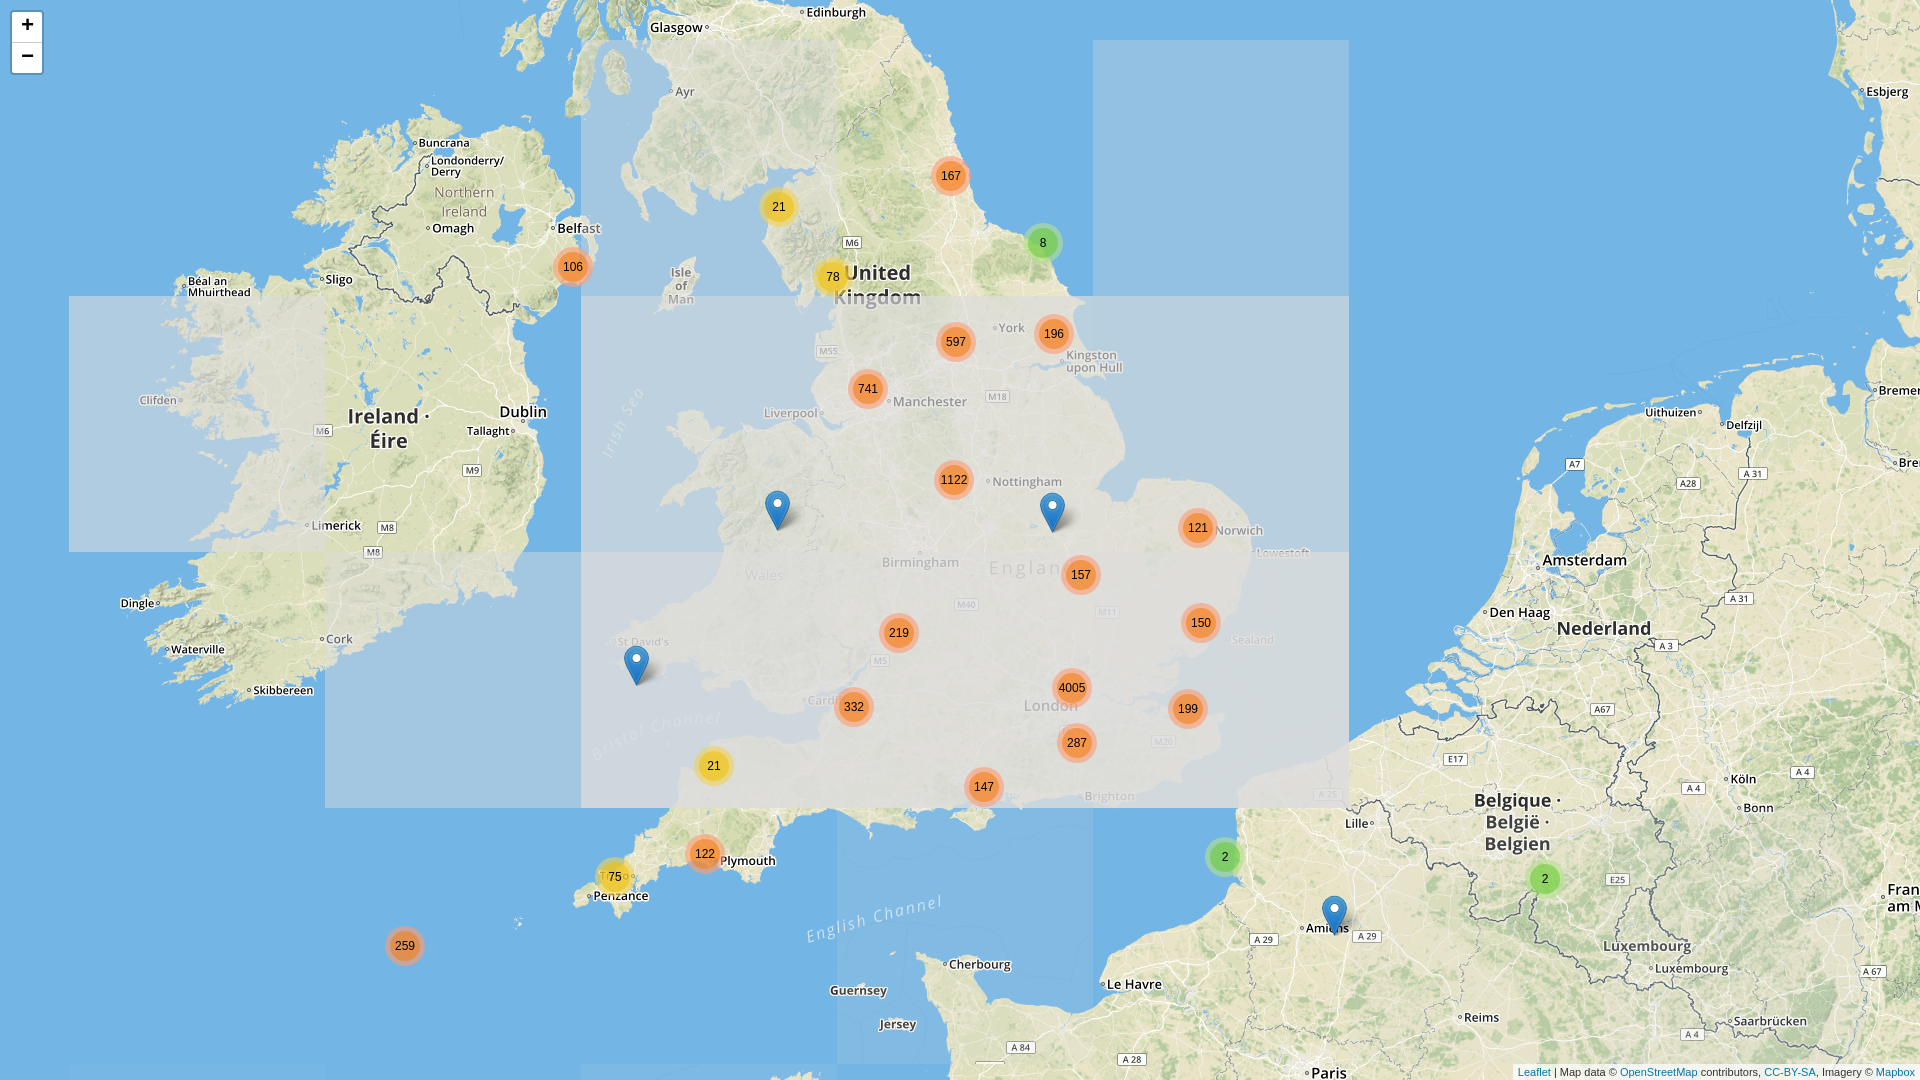 +
−
Edinburgh
Glasgow
Ayr
Esbjerg
Buncrana
Londonderry/
Derry
167
Northern
Ireland
21
Omagh
Belfast
M6
8
106
Isle
of
Man
78
United
Kingdom
Sligo
Béal an
Mhuirthead
York
196
597
M55
Kingston
upon Hull
741
Manchester
M18
Bremer
Clifden
Liverpool
Irish Sea
Ireland ·
Éire
Dublin
Tallaght
M6
Uithuizen
Delfzijl
A7
A 31
A28
Bre
M9
1122
Nottingham
Limerick
M8
121
Norwich
M8
Lowestoft
Birmingham
Englan
157
Wales
Amsterdam
Dingle
M40
M11
A 31
Den Haag
Nederland
219
150
Cork
St David's
Sealand
A 3
Waterville
M5
Skibbereen
4005
Cardi
332
London
199
A67
Bristol Channel
287
M20
E17
21
147
Brighton
A 25
Köln
A 4
A 4
Bonn
Belgique ·
België ·
Belgien
Lille
122
Plymouth
2
75
Penzance
2
E25
Fran
am M
English Channel
Amiens
A 29
A 29
259
Luxembourg
Luxembourg
Cherbourg
A 67
Guernsey
Le Havre
Jersey
Reims
Saarbrücken
A 4
A 84
A 28
Paris
Leaflet | Map data © OpenStreetMap contributors, CC-BY-SA, Imagery © Mapbox